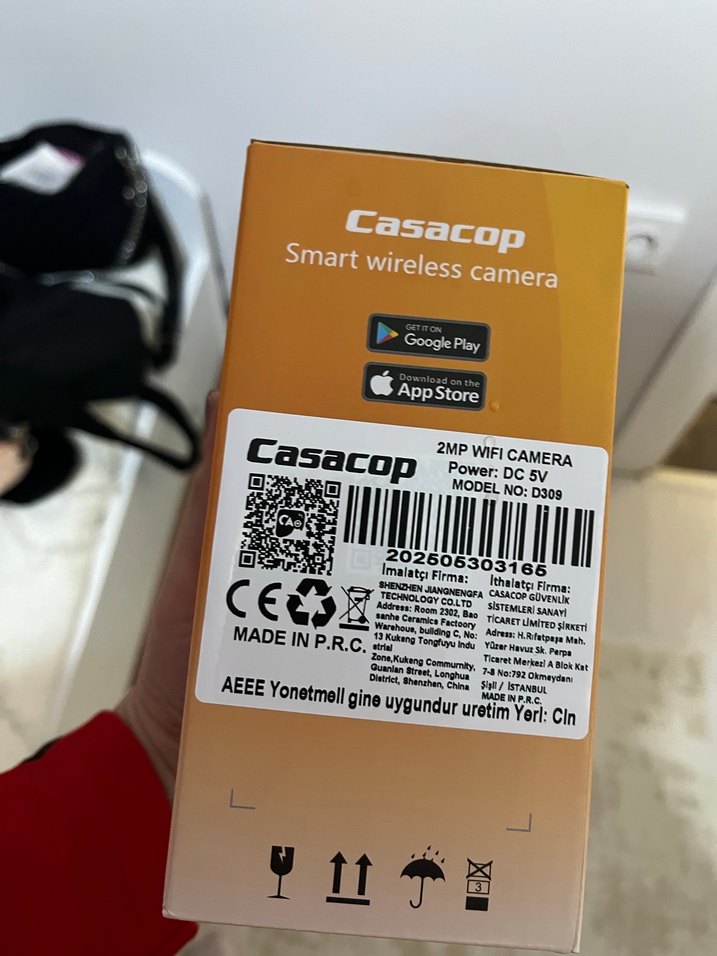 Casacop
Smart wireless camera
GET IT ON
Google Play
Download on the
App Store
Casacop
2MP WIFI CAMERA
Power: DC 5V
MODEL NO: D309
202505303165
CE
MADE IN P.R.C.
İmalatçı Firma:
SHENZHEN JIANGNENGFA
TECHNOLOGY CO.LTD
Address: Room 2302, Bao
sanhe Ceramics Factoory
Warehoue, building C, No:
13 Kukeng Tongfuyu Indu
strial
Zone,Kukeng Commurnity,
Guanlan Street, Longhua
District, Shenzhen, China
İthalatçı Firma:
CASACOP GÜVENLİK
SİSTEMLERİ SANAYİ
TİCARET LİMİTED ŞİRKETİ
Adres: H.Rıfatpaşa Mah.
Yüzer Havuz Sk. Perpa
Ticaret Merkezi A Blok Kat
7-8 No:792 Okmeydanı
Şişli / İSTANBUL
MADE IN P.R.C.
AEEE Yonetmell gine uygundur uretim Yerl: CIn
3